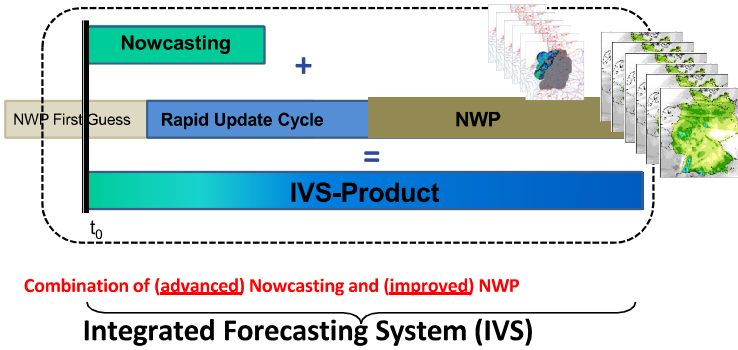 Nowcasting
+
NWP First Guess
Rapid Update Cycle
NWP
=
IVS-Product
t0
Combination of (advanced) Nowcasting and (improved) NWP
Integrated Forecasting System (IVS)